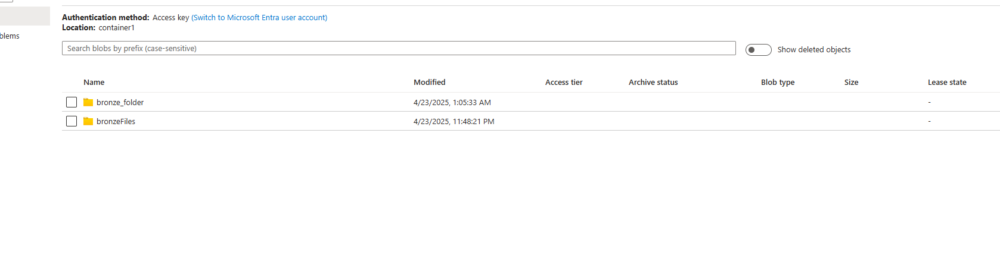 Authentication method: Access key (Switch to Microsoft Entra user account)
Location: container1
blems
Search blobs by prefix (case-sensitive)
Show deleted objects
Name Modified Access tier Archive status Blob type Size Lease state
bronze_folder 4/23/2025, 1:05:33 AM -
bronzeFiles 4/23/2025, 11:48:21 PM -